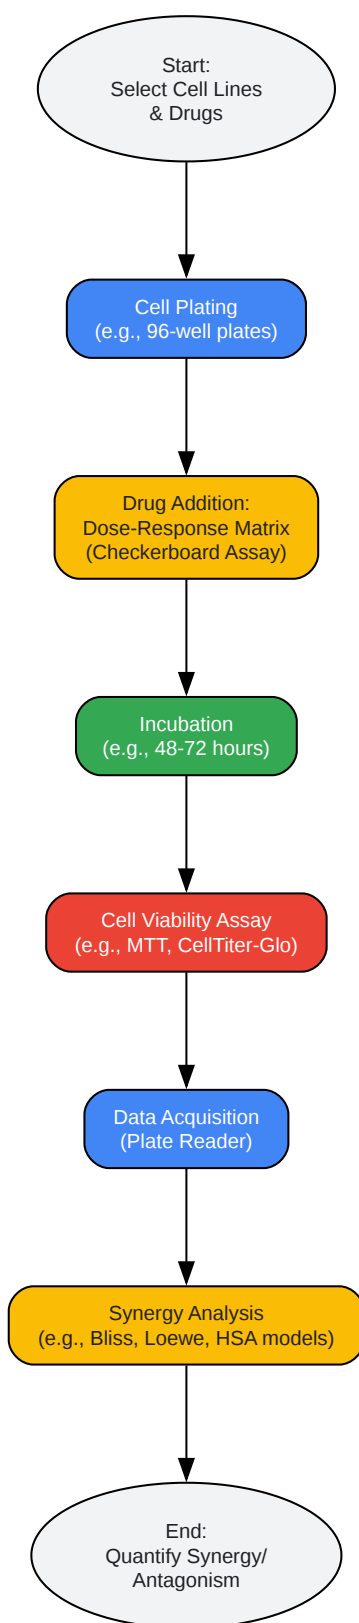 Start:
Select Cell Lines
& Drugs
Cell Plating
(e.g., 96-well plates)
Drug Addition:
Dose-Response Matrix
(Checkerboard Assay)
Incubation
(e.g., 48-72 hours)
Cell Viability Assay
(e.g., MTT, CellTiter-Glo)
Data Acquisition
(Plate Reader)
Synergy Analysis
(e.g., Bliss, Loewe, HSA models)
End:
Quantify Synergy/
Antagonism